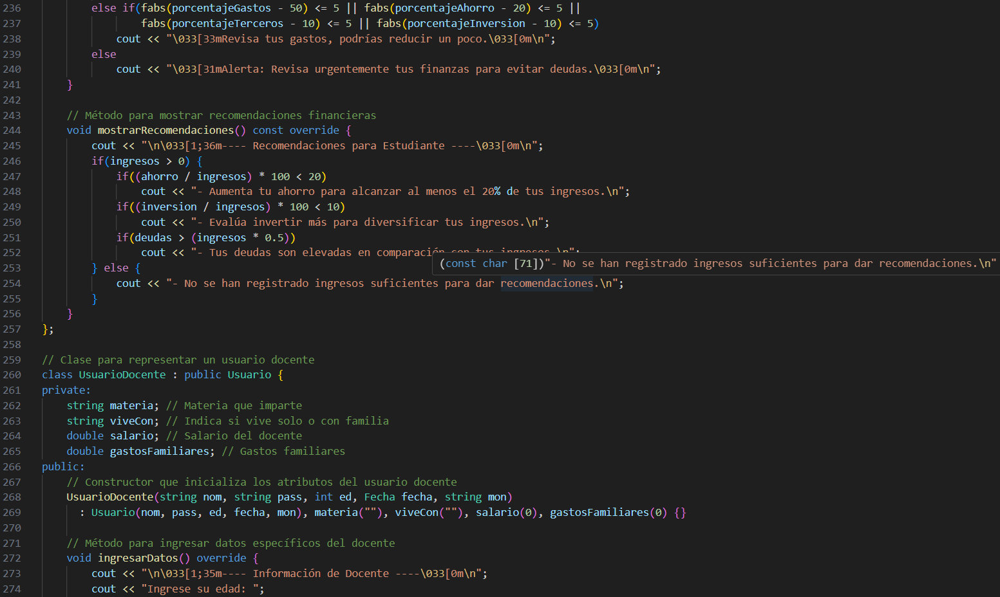 236 else if(fabs(porcentajeGastos - 50) <= 5 || fabs(porcentajeAhorro - 20) <= 5 ||
237 fabs(porcentajeTerceros - 10) <= 5 || fabs(porcentajeInversion - 10) <= 5)
238 cout << "\033[33mRevisa tus gastos, podrías reducir un poco.\033[0m\n";
239 else
240 cout << "\033[31mAlerta: Revisa urgentemente tus finanzas para evitar deudas.\033[0m\n";
241 }
242
243 // Método para mostrar recomendaciones financieras
244 void mostrarRecomendaciones() const override {
245 cout << "\n\033[1;36m---- Recomendaciones para Estudiante ----\033[0m\n";
246 if(ingresos > 0) {
247 if((ahorro / ingresos) * 100 < 20)
248 cout << "- Aumenta tu ahorro para alcanzar al menos el 20% de tus ingresos.\n";
249 if((inversion / ingresos) * 100 < 10)
250 cout << "- Evalúa invertir más para diversificar tus ingresos.\n";
251 if(deudas > (ingresos * 0.5))
252 cout << "- Tus deudas son elevadas en comparación con tus ingresos.\n";
(const char [71])"- No se han registrado ingresos suficientes para dar recomendaciones.\n"
253 } else {
254 cout << "- No se han registrado ingresos suficientes para dar recomendaciones.\n";
255 }
256 }
257 };
258
259 // Clase para representar un usuario docente
260 class UsuarioDocente : public Usuario {
261 private:
262 string materia; // Materia que imparte
263 string viveCon; // Indica si vive solo o con familia
264 double salario; // Salario del docente
265 double gastosFamiliares; // Gastos familiares
266 public:
267 // Constructor que inicializa los atributos del usuario docente
268 UsuarioDocente(string nom, string pass, int ed, Fecha fecha, string mon)
269 : Usuario(nom, pass, ed, fecha, mon), materia(""), viveCon(""), salario(0), gastosFamiliares(0) {}
270
271 // Método para ingresar datos específicos del docente
272 void ingresarDatos() override {
273 cout << "\n\033[1;35m---- Información de Docente ----\033[0m\n";
274 cout << "Ingrese su edad: ";